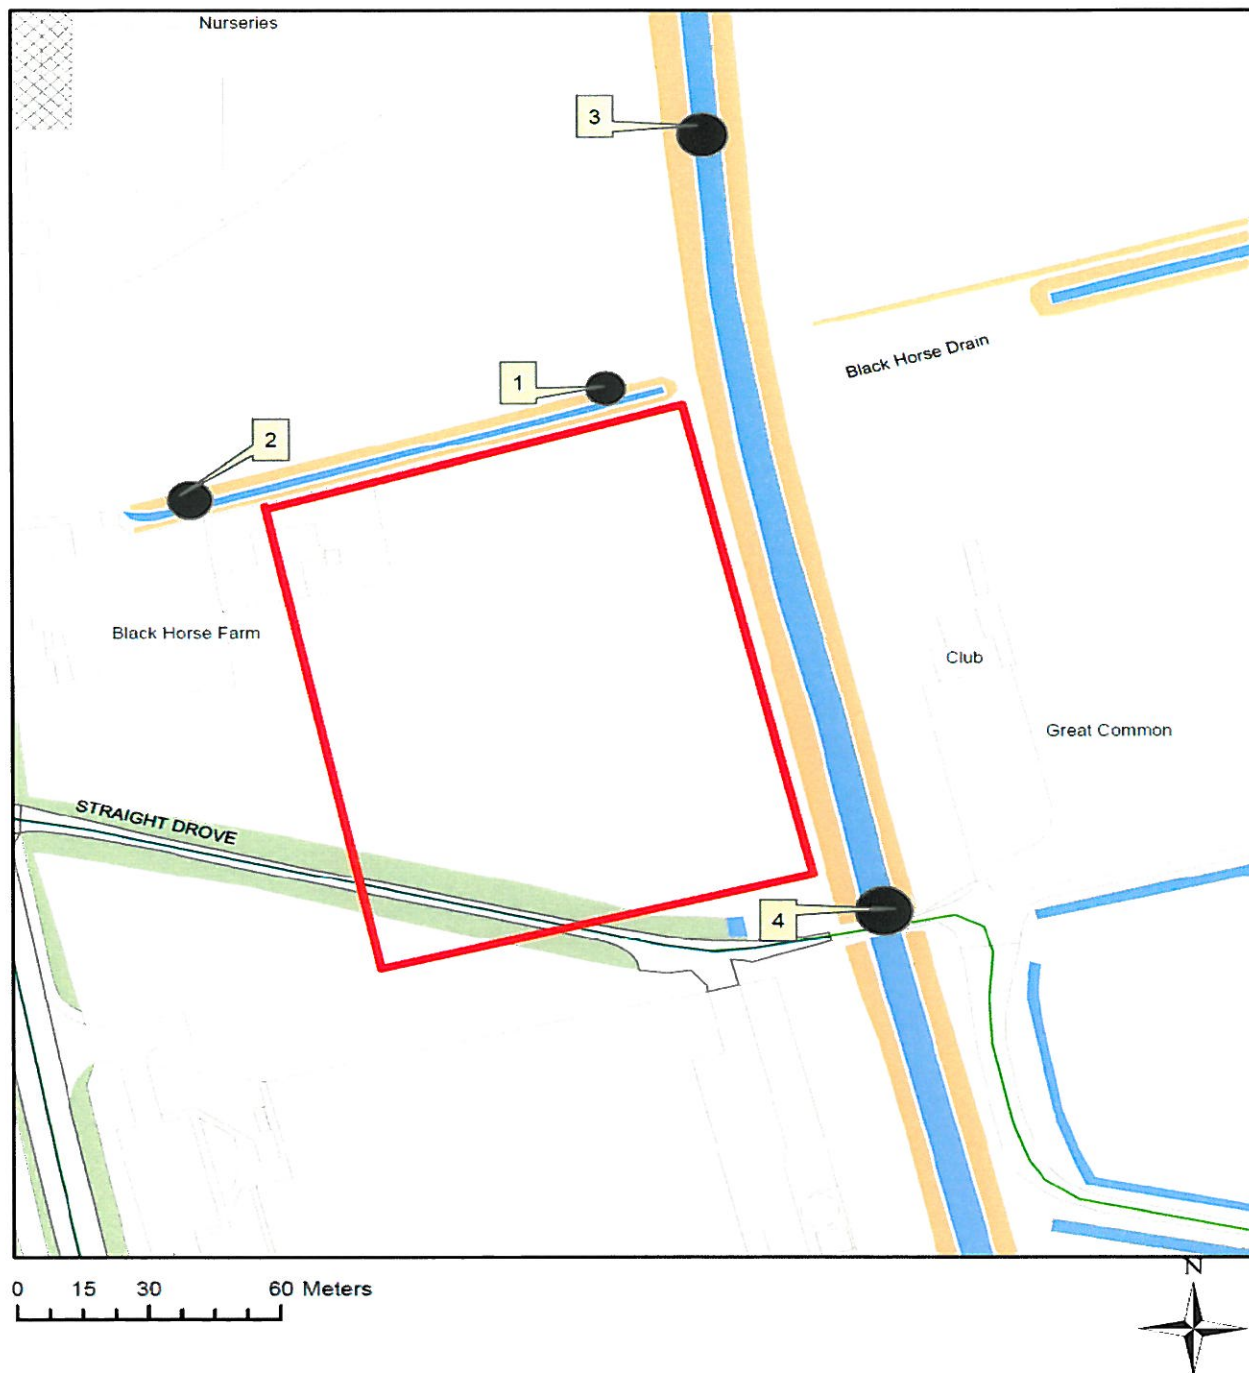 Nurseries
3
Black Horse Drain
1
2
Black Horse Farm
Club
Great Common
STRAIGHT DROVE
4
0 15 30 60 Meters
N